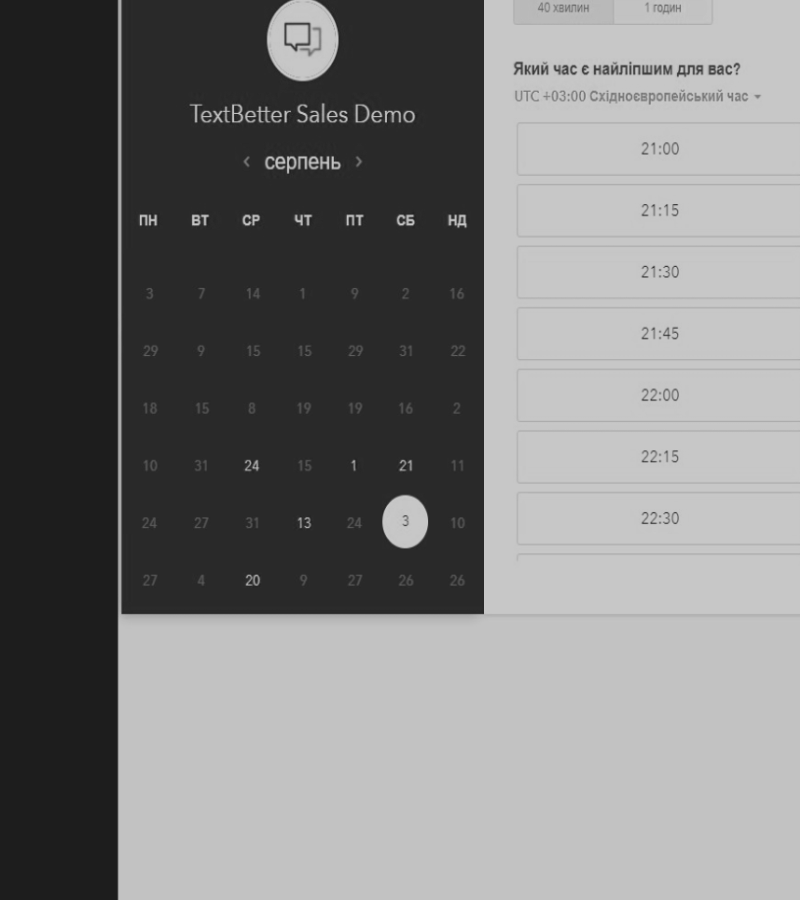 40 хвилин 1 годин
TextBetter Sales Demo
серпень
ПН ВТ СР ЧТ ПТ СБ НД
3 7 14 1 9 2 16
29 9 15 15 29 31 22
18 15 8 19 19 16 2
10 31 24 15 1 21 11
24 27 31 13 24 3 10
27 4 20 9 27 26 26
Який час є найліпшим для вас?
UTC +03:00 Східноєвропейський час
21:00
21:15
21:30
21:45
22:00
22:15
22:30